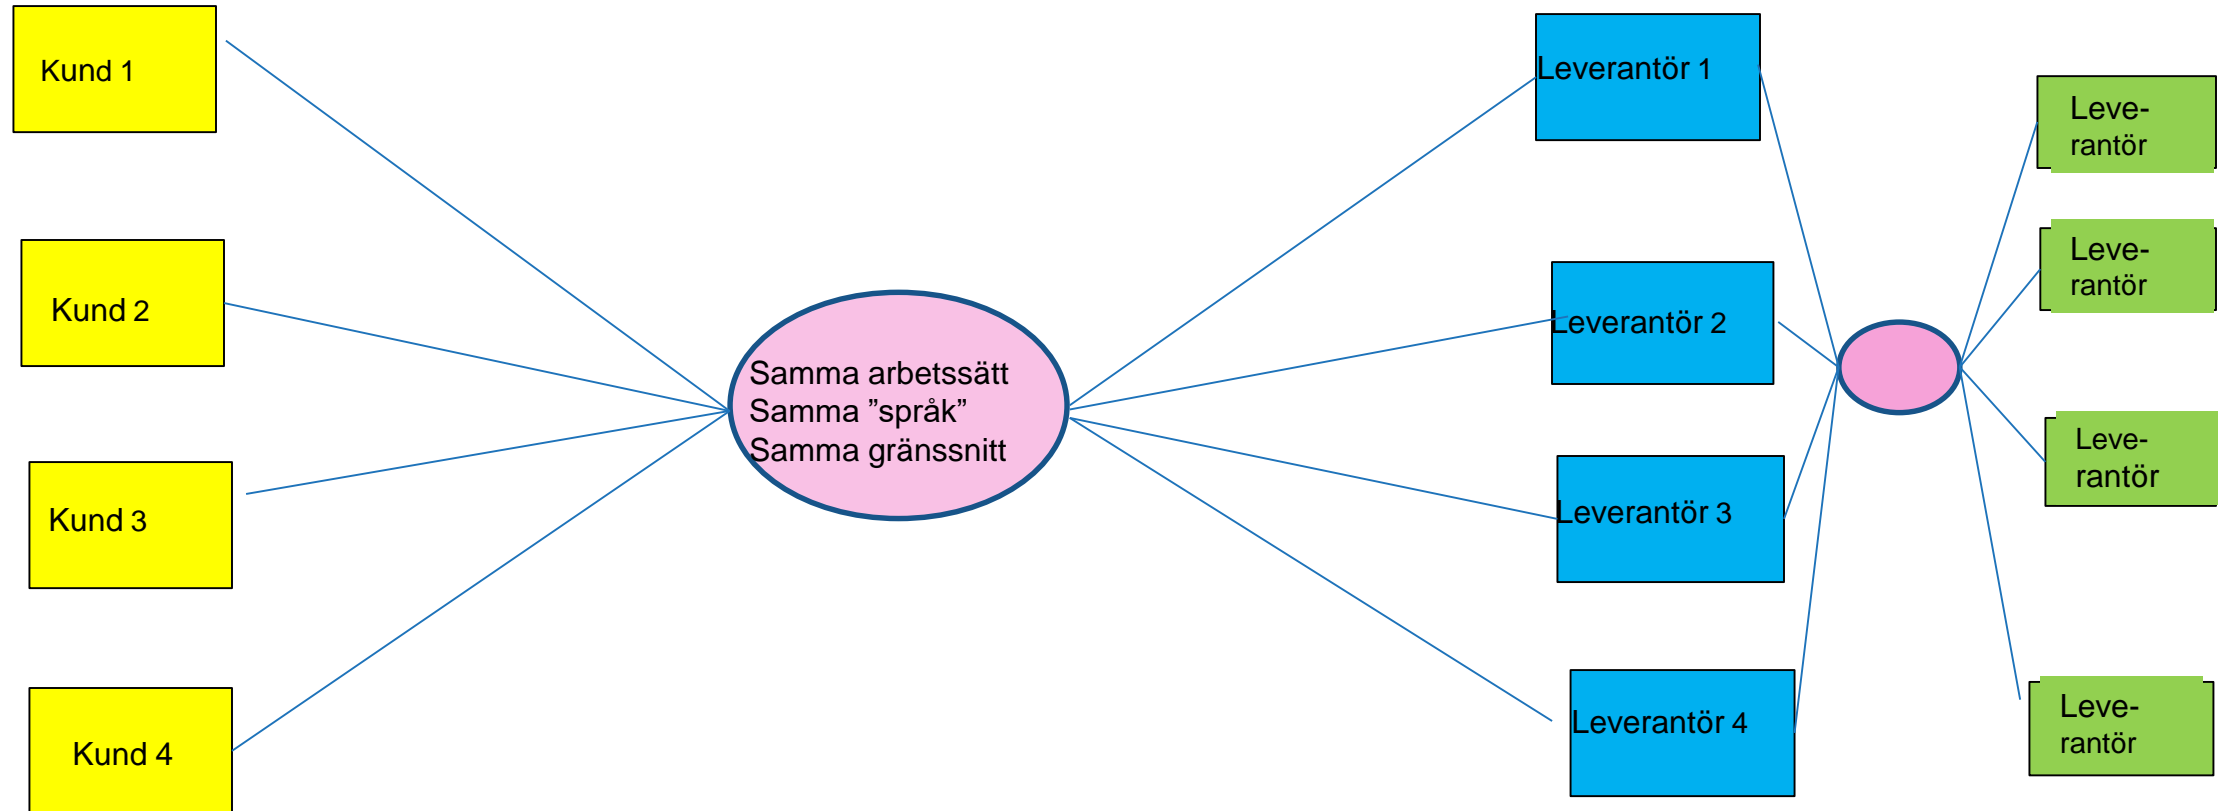 Kund 1
Kund 2
Kund 3
Kund 4
Samma arbetssätt
Samma ”språk”
Samma gränssnitt
Leverantör 1
Leverantör 2
Leverantör 3
Leverantör 4
Leve-
rantör
Leve-
rantör
Leve-
rantör
Leve-
rantör